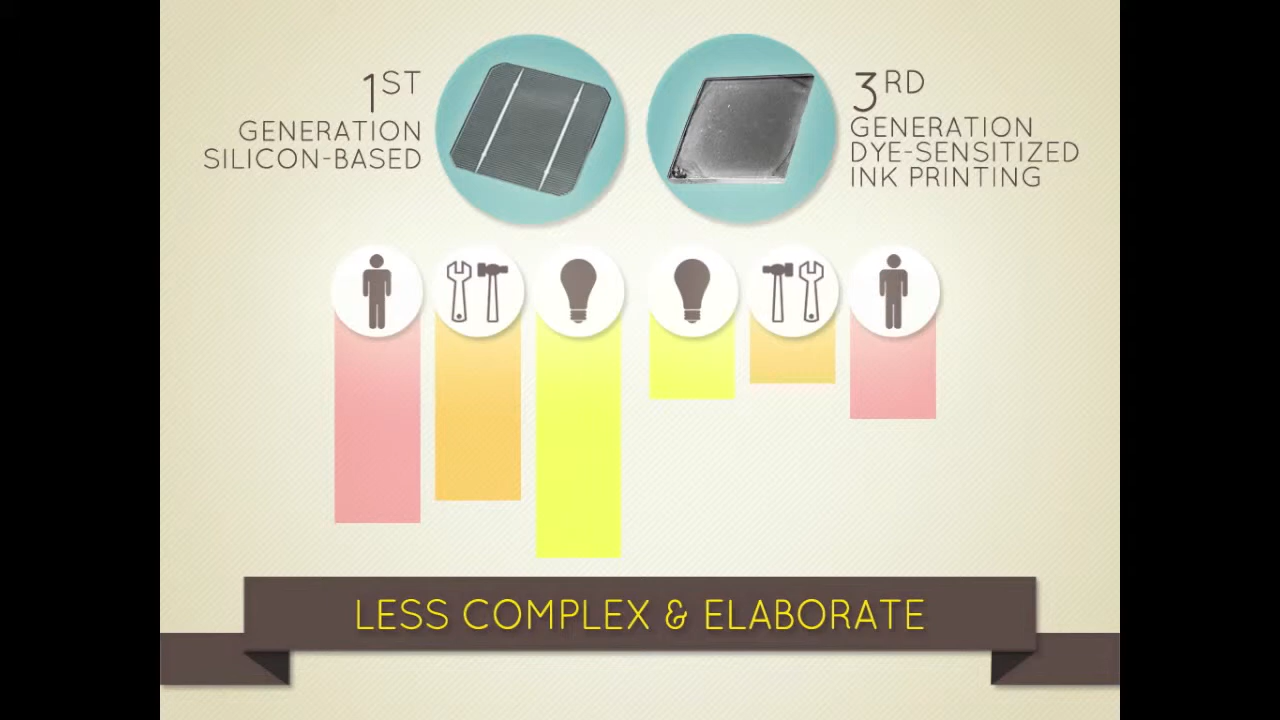 1ST
GENERATION
SILICON-BASED
3RD
GENERATION
DYE-SENSITIZED
INK PRINTING
LESS COMPLEX & ELABORATE